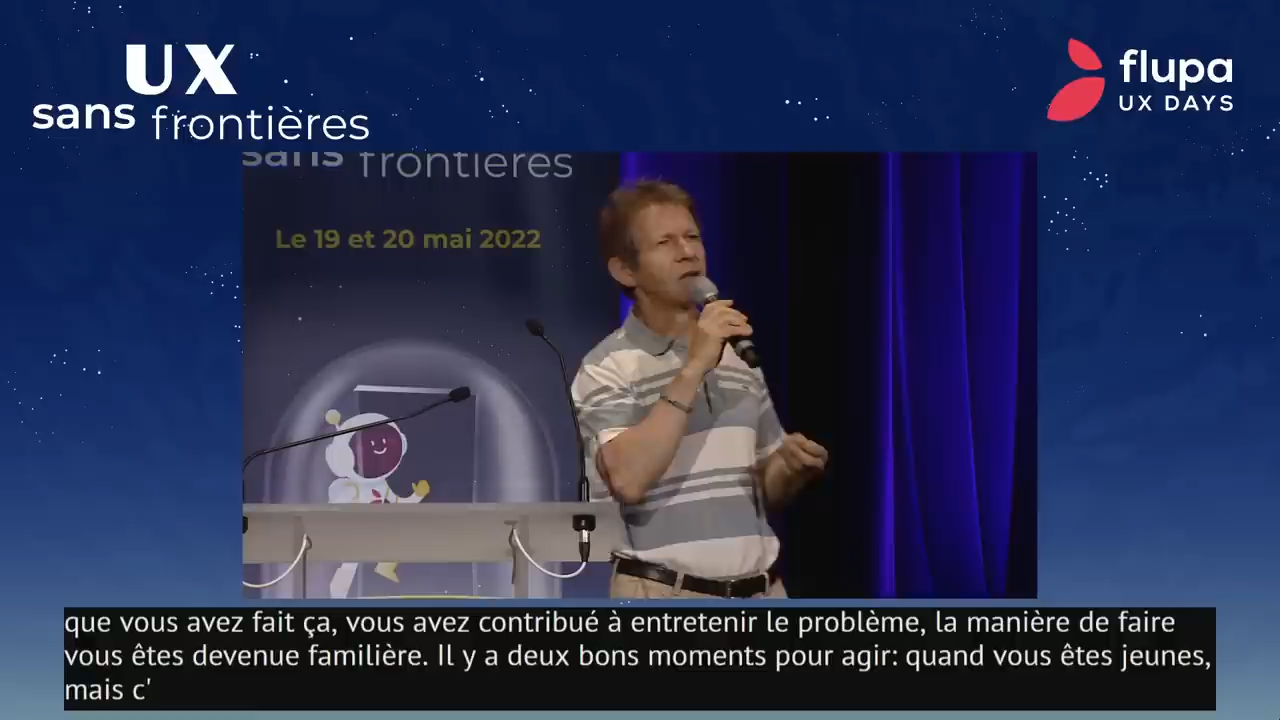 UX
sans frontières
flupa
UX DAYS
sans frontières
Le 19 et 20 mai 2022
que vous avez fait ça, vous avez contribué à entretenir le problème, la manière de faire
vous êtes devenue familière. Il y a deux bons moments pour agir: quand vous êtes jeunes,
mais c'